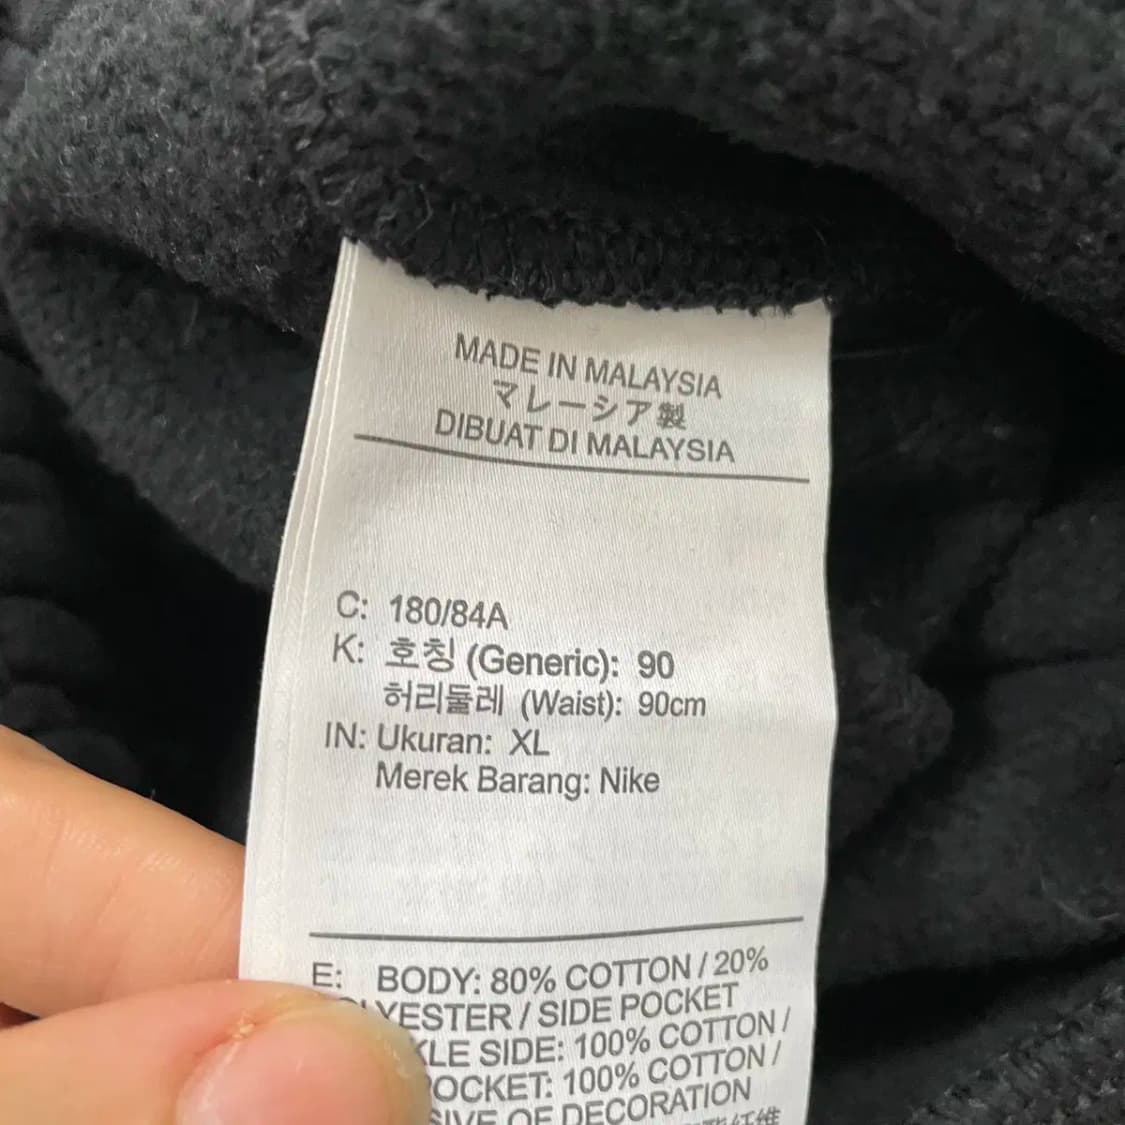 MADE IN MALAYSIA
マレーシア製
DIBUAT DI MALAYSIA
C: 180/84A
K: 호칭 (Generic): 90
허리둘레 (Waist): 90cm
IN: Ukuran: XL
Merek Barang: Nike
E: BODY: 80% COTTON / 20%
YESTER / SIDE POCKET
KLE SIDE: 100% COTTON /
OCKET: 100% COTTON /
SIVE OF DECORATION